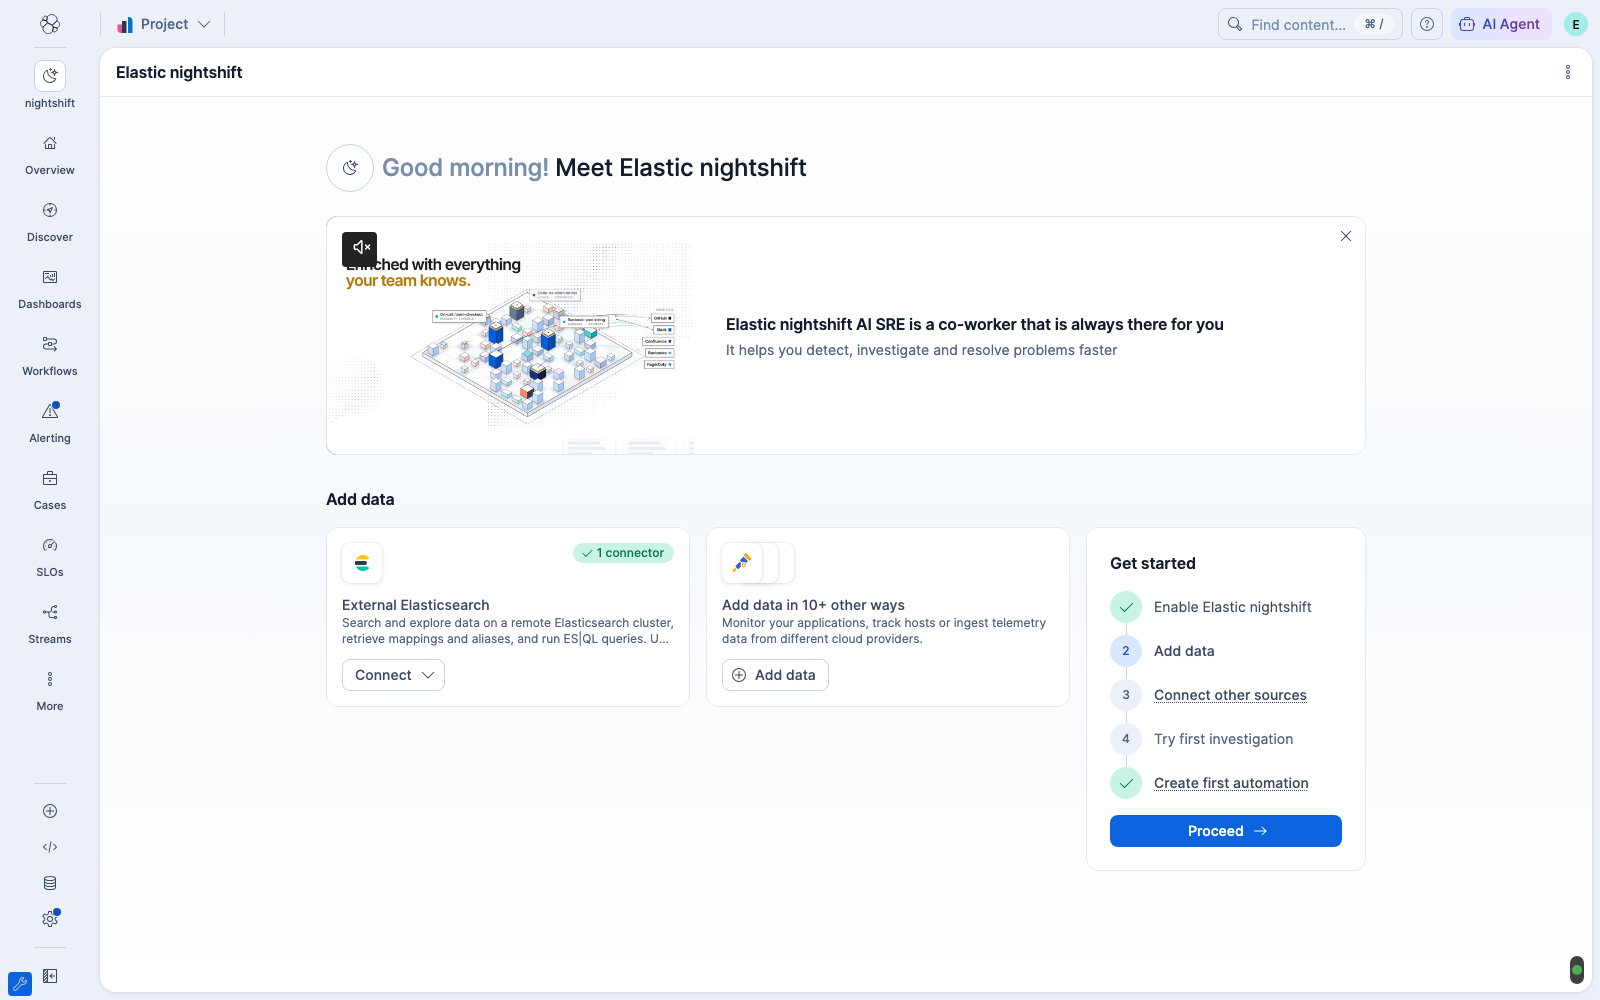 Project
Find content...
⌘ /
AI Agent
E
nightshift
Overview
Discover
Dashboards
Workflows
Alerting
Cases
SLOs
Streams
More
Elastic nightshift
Good morning! Meet Elastic nightshift
Enriched with everything
your team knows.
GitHub
Slack
Confluence
Runbooks
PagerDuty
Elastic nightshift AI SRE is a co-worker that is always there for you
It helps you detect, investigate and resolve problems faster
Add data
1 connector
External Elasticsearch
Search and explore data on a remote Elasticsearch cluster,
retrieve mappings and aliases, and run ES|QL queries. U...
Connect
Add data in 10+ other ways
Monitor your applications, track hosts or ingest telemetry
data from different cloud providers.
Add data
Get started
Enable Elastic nightshift
2 Add data
3 Connect other sources
4 Try first investigation
Create first automation
Proceed